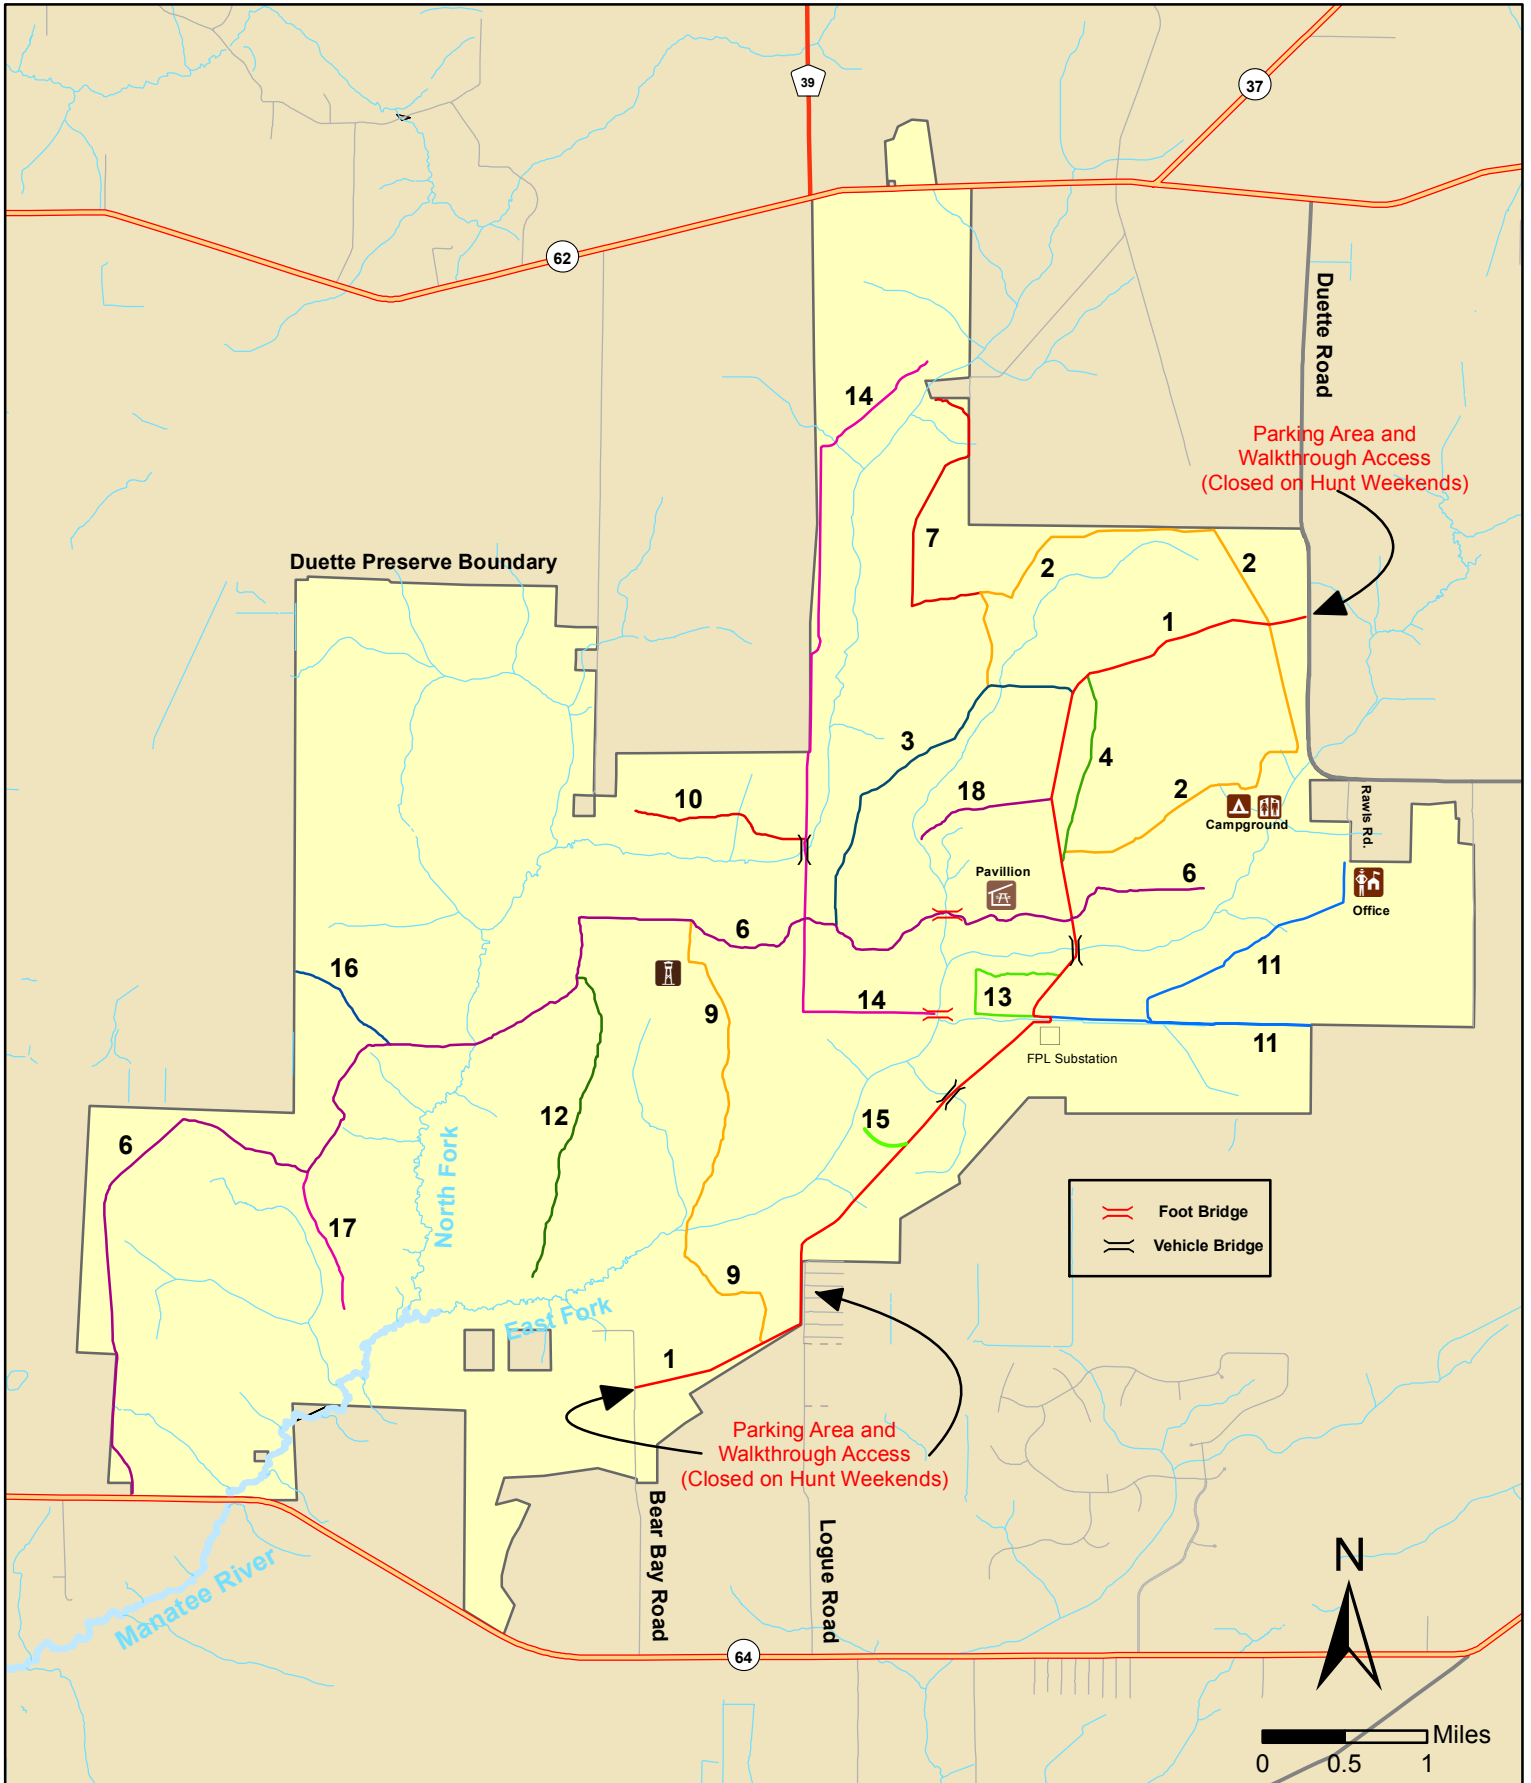 39
37
62
Duette Road
14
Parking Area and
Walkthrough Access
(Closed on Hunt Weekends)
7
Duette Preserve Boundary
2
2
1
3
4
18
2
10
Campground
Rawls Rd.
Pavillion
6
Office
6
16
11
9
14
13
11
FPL Substation
12
15
6
North Fork
17
Foot Bridge
Vehicle Bridge
9
East Fork
1
Parking Area and
Walkthrough Access
(Closed on Hunt Weekends)
Bear Bay Road
Logue Road
N
Manatee River
64
Miles
0 0.5 1